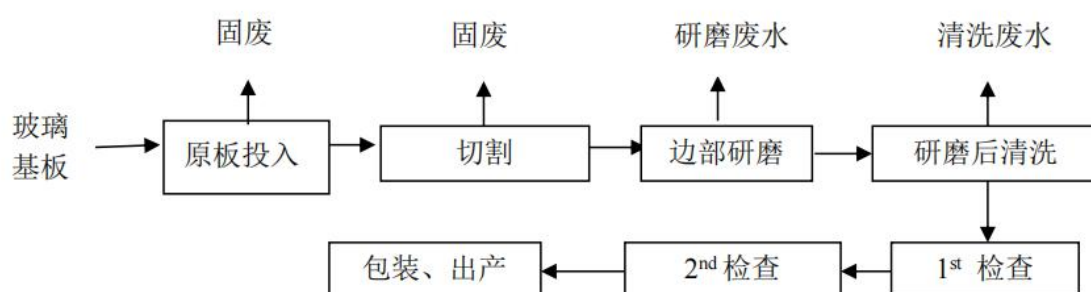 固废
固废
研磨废水
清洗废水
玻璃
基板
原板投入
切割
边部研磨
研磨后清洗
包装、出产
2nd 检查
1st 检查